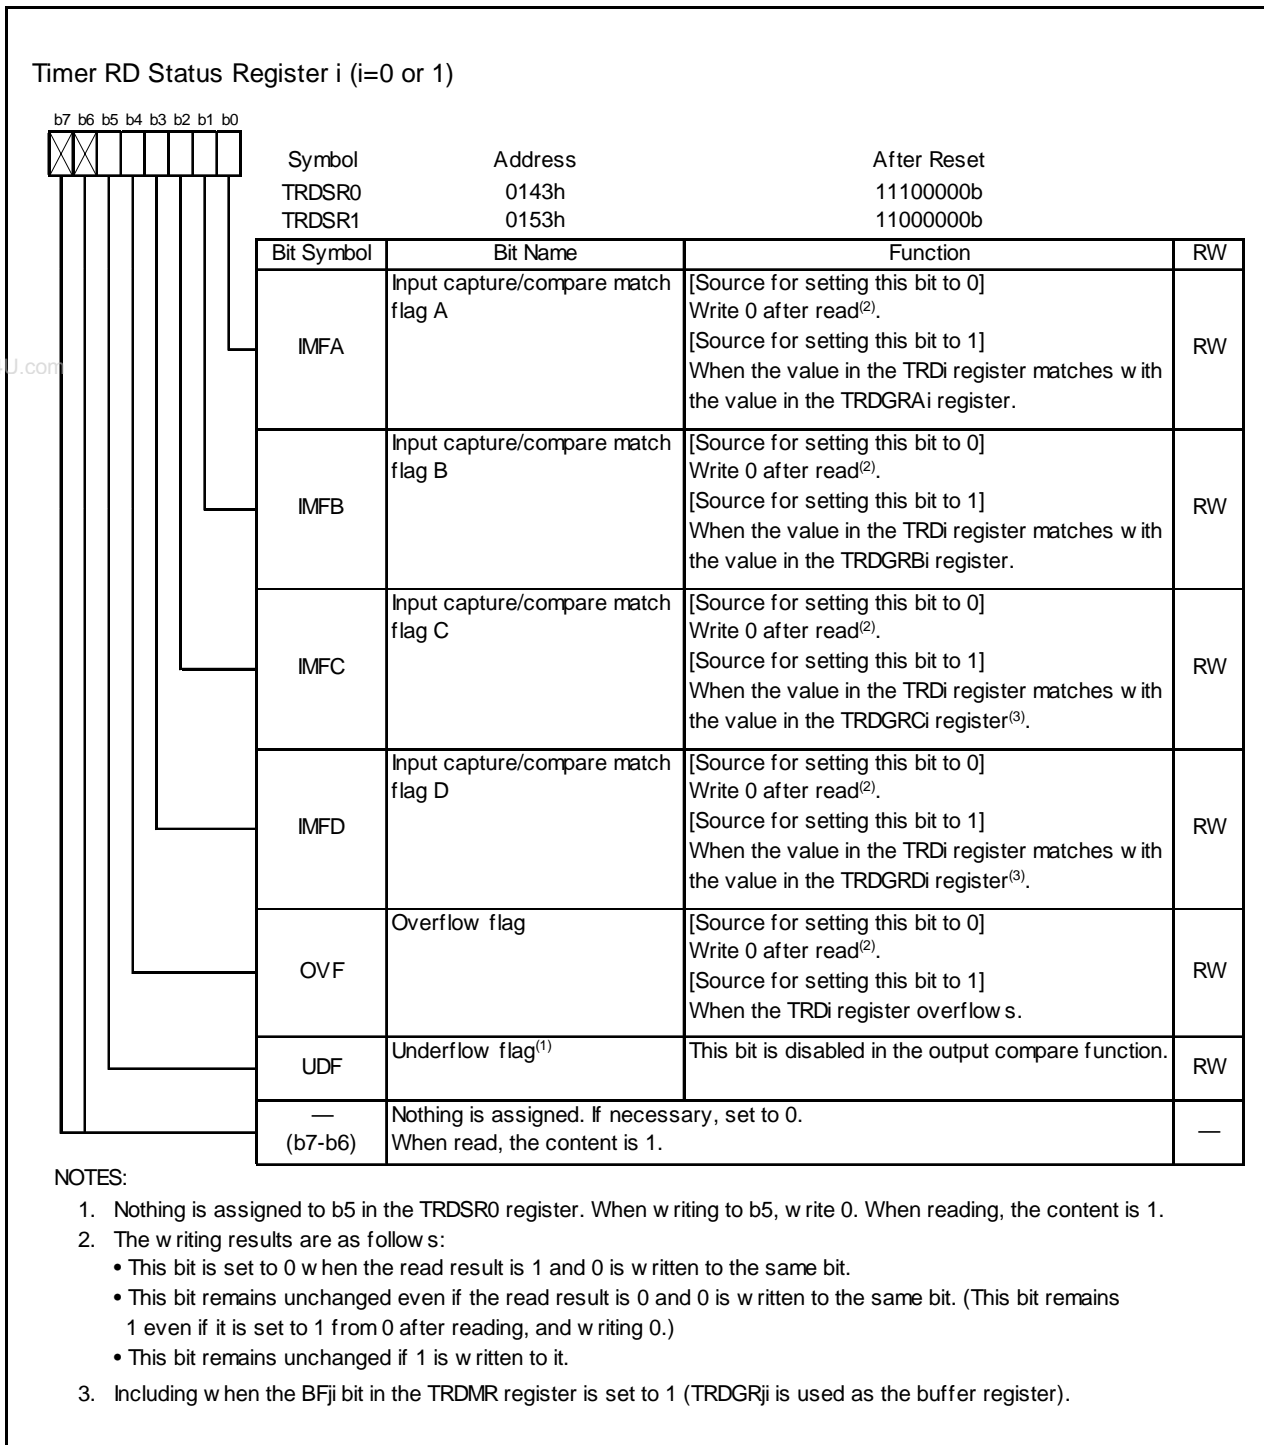 Timer RD Status Register i (i=0 or 1)
b7 b6 b5 b4 b3 b2 b1 b0
Symbol Address After Reset
TRDSR0 0143h 11100000b
TRDSR1 0153h 11000000b
Bit Symbol Bit Name Function RW
IMFA Input capture/compare match [Source for setting this bit to 0] RW
flag A Write 0 after read(2).
[Source for setting this bit to 1]
U.com When the value in the TRDi register matches with
the value in the TRDGRAi register.
IMFB Input capture/compare match [Source for setting this bit to 0] RW
flag B Write 0 after read(2).
[Source for setting this bit to 1]
When the value in the TRDi register matches with
the value in the TRDGRBi register.
IMFC Input capture/compare match [Source for setting this bit to 0] RW
flag C Write 0 after read(2).
[Source for setting this bit to 1]
When the value in the TRDi register matches with
the value in the TRDGRCi register(3).
IMFD Input capture/compare match [Source for setting this bit to 0] RW
flag D Write 0 after read(2).
[Source for setting this bit to 1]
When the value in the TRDi register matches with
the value in the TRDGRDi register(3).
OVF Overflow flag [Source for setting this bit to 0] RW
Write 0 after read(2).
[Source for setting this bit to 1]
When the TRDi register overflows.
UDF Underflow flag(1) This bit is disabled in the output compare function. RW
— Nothing is assigned. If necessary, set to 0. —
(b7-b6) When read, the content is 1.
NOTES:
1. Nothing is assigned to b5 in the TRDSR0 register. When writing to b5, write 0. When reading, the content is 1.
2. The writing results are as follows:
• This bit is set to 0 when the read result is 1 and 0 is written to the same bit.
• This bit remains unchanged even if the read result is 0 and 0 is written to the same bit. (This bit remains
1 even if it is set to 1 from 0 after reading, and writing 0.)
• This bit remains unchanged if 1 is written to it.
3. Including when the BFji bit in the TRDMR register is set to 1 (TRDGRji is used as the buffer register).